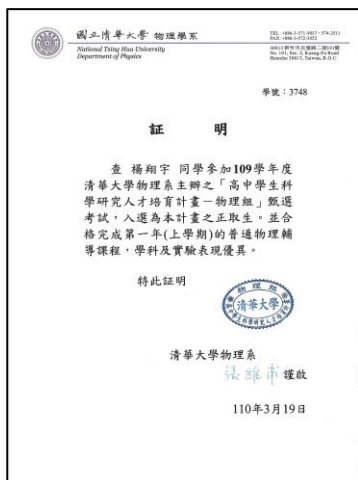 國立清華大學 物理學系
National Tsing Hua University
Department of Physics
學號：3748
証　明
查 楊翔宇 同學參加109學年度
清華大學物理系主辦之「高中學生科
學研究人才培育計畫－物理組」甄選
考試，入選為本計畫之正取生。並合
格完成第一年(上學期)的普通物理輔
導課程，學科及實驗表現優異。
特此証明
清華大學
清華大學物理系
謹啟
110年3月19日